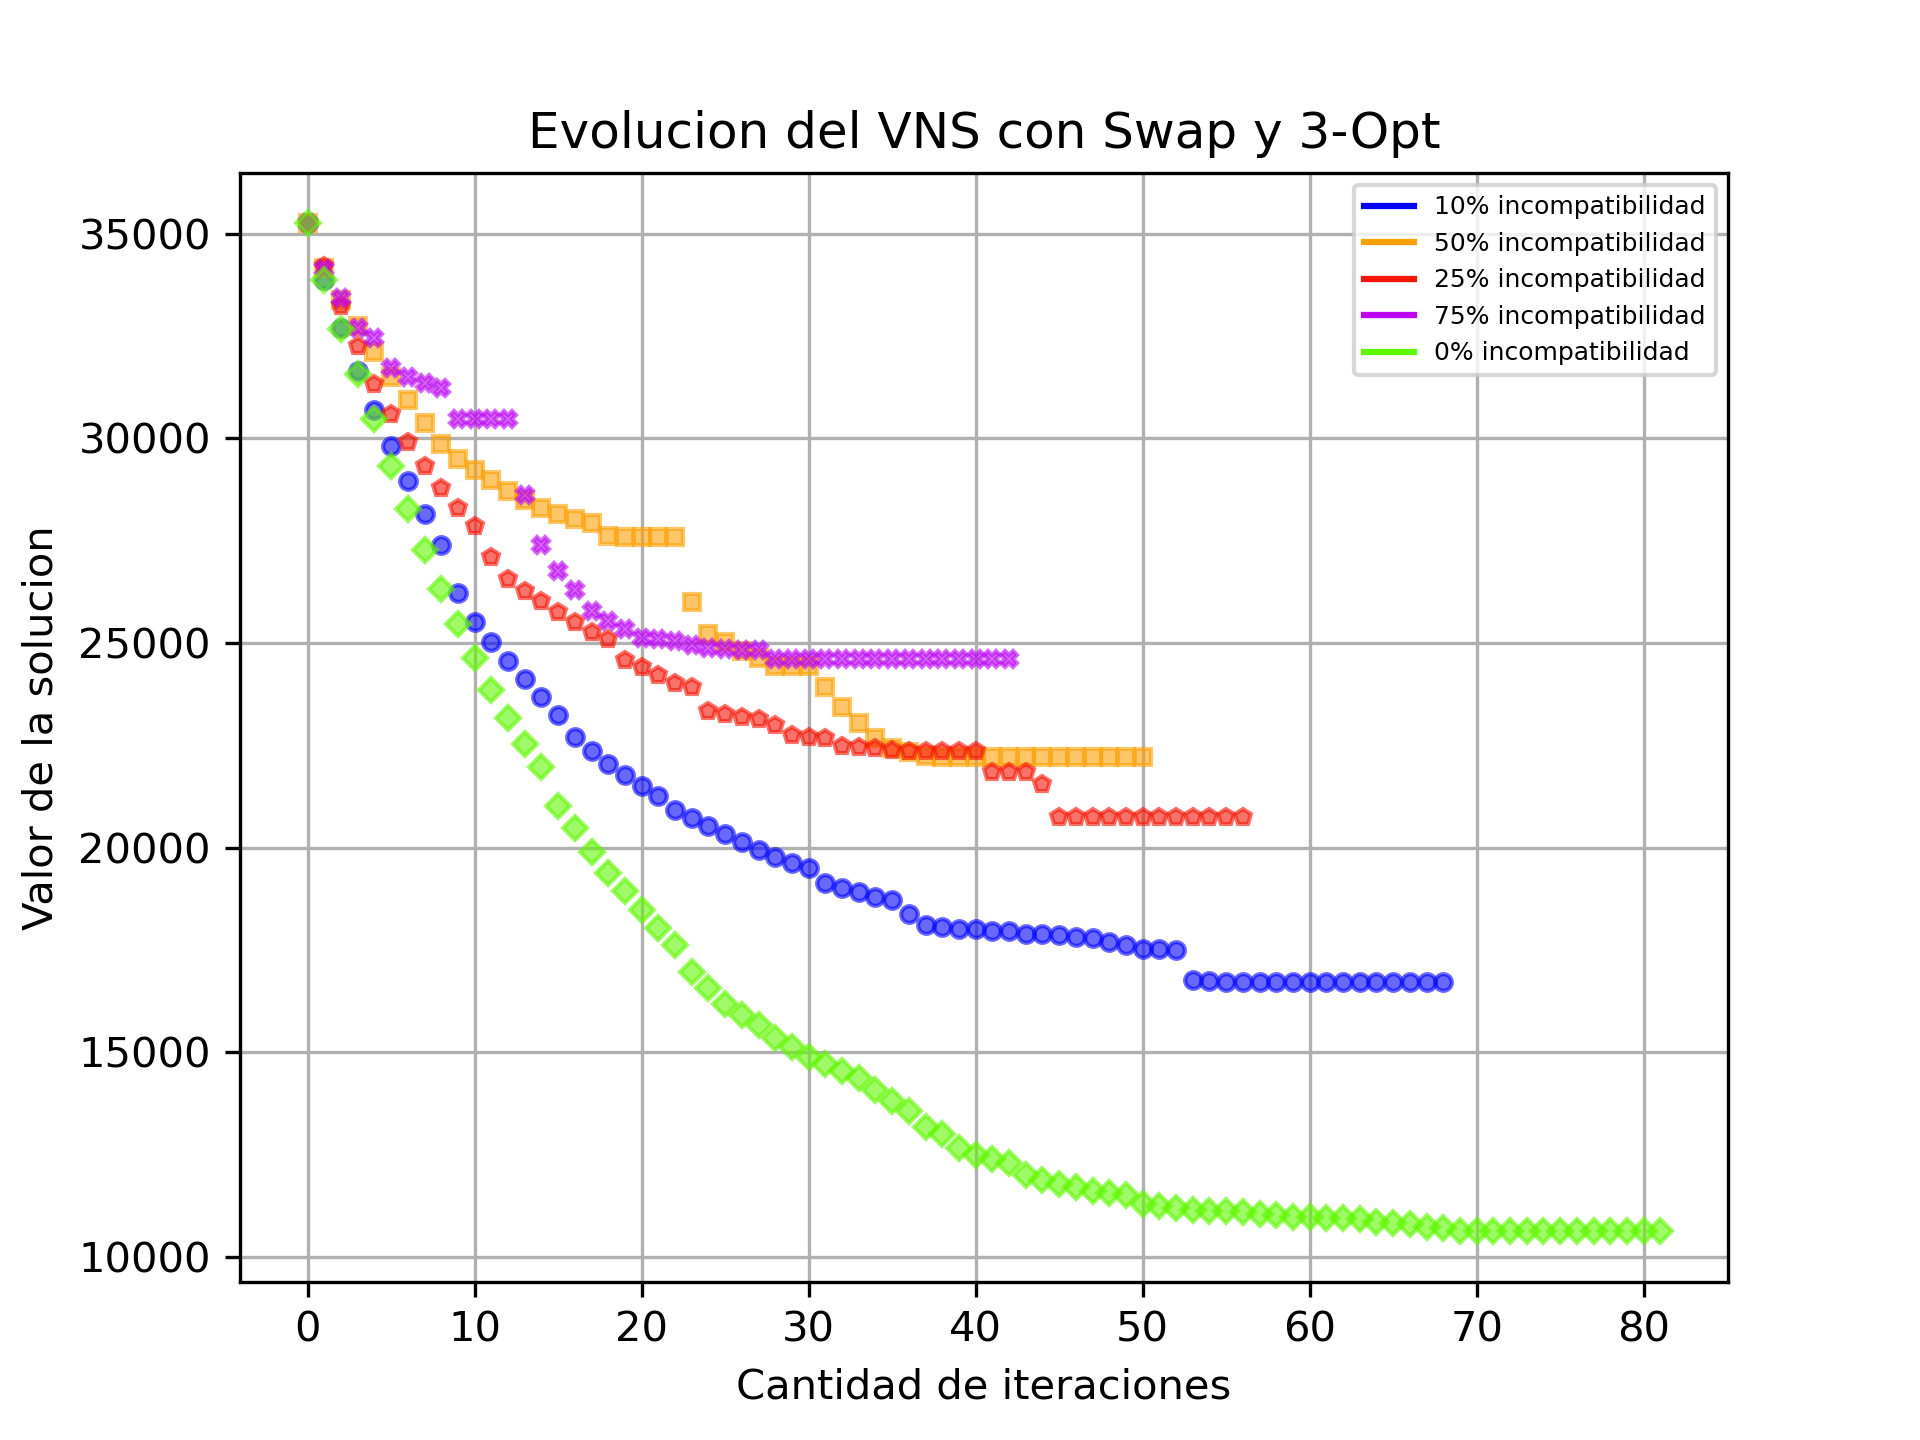 Evolucion del VNS con Swap y 3-Opt
10% incompatibilidad
50% incompatibilidad
25% incompatibilidad
75% incompatibilidad
0% incompatibilidad
Valor de la solucion
35000
30000
25000
20000
15000
10000
0 10 20 30 40 50 60 70 80
Cantidad de iteraciones